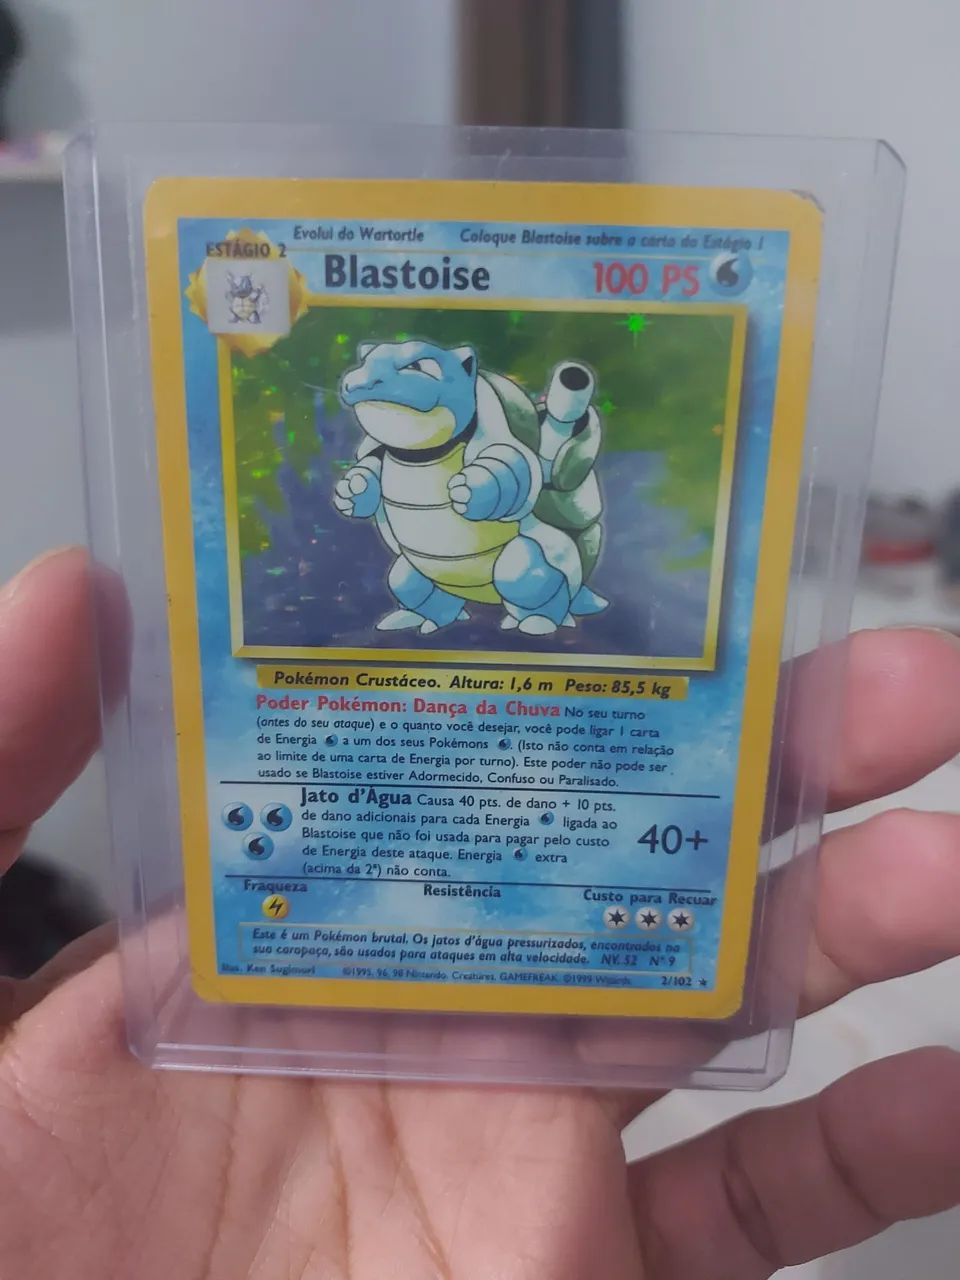 Evolui do Wartortle Coloque Blastoise sobre a carta do Estágio 1
ESTÁGIO 2
Blastoise 100 PS
Pokémon Crustáceo. Altura: 1,6 m Peso: 85,5 kg
Poder Pokémon: Dança da Chuva No seu turno
(antes do seu ataque) e o quanto você desejar, você pode ligar 1 carta
de Energia a um dos seus Pokémons . (Isto não conta em relação
ao limite de uma carta de Energia por turno). Este poder não pode ser
usado se Blastoise estiver Adormecido, Confuso ou Paralisado.
Jato d'Água Causa 40 pts. de dano + 10 pts.
de dano adicionais para cada Energia ligada ao
Blastoise que não foi usada para pagar pelo custo
de Energia deste ataque. Energia extra
(acima da 2ª) não conta.
40+
Fraqueza Resistência Custo para Recuar
Este é um Pokémon brutal. Os jatos d'água pressurizados, encontrados na
sua carapaça, são usados para ataques em alta velocidade. NV. 52 Nº 9
Ilus. Ken Sugimori ©1995, 96, 98 Nintendo, Creatures, GAMEFREAK. ©1999 Wizards. 2/102